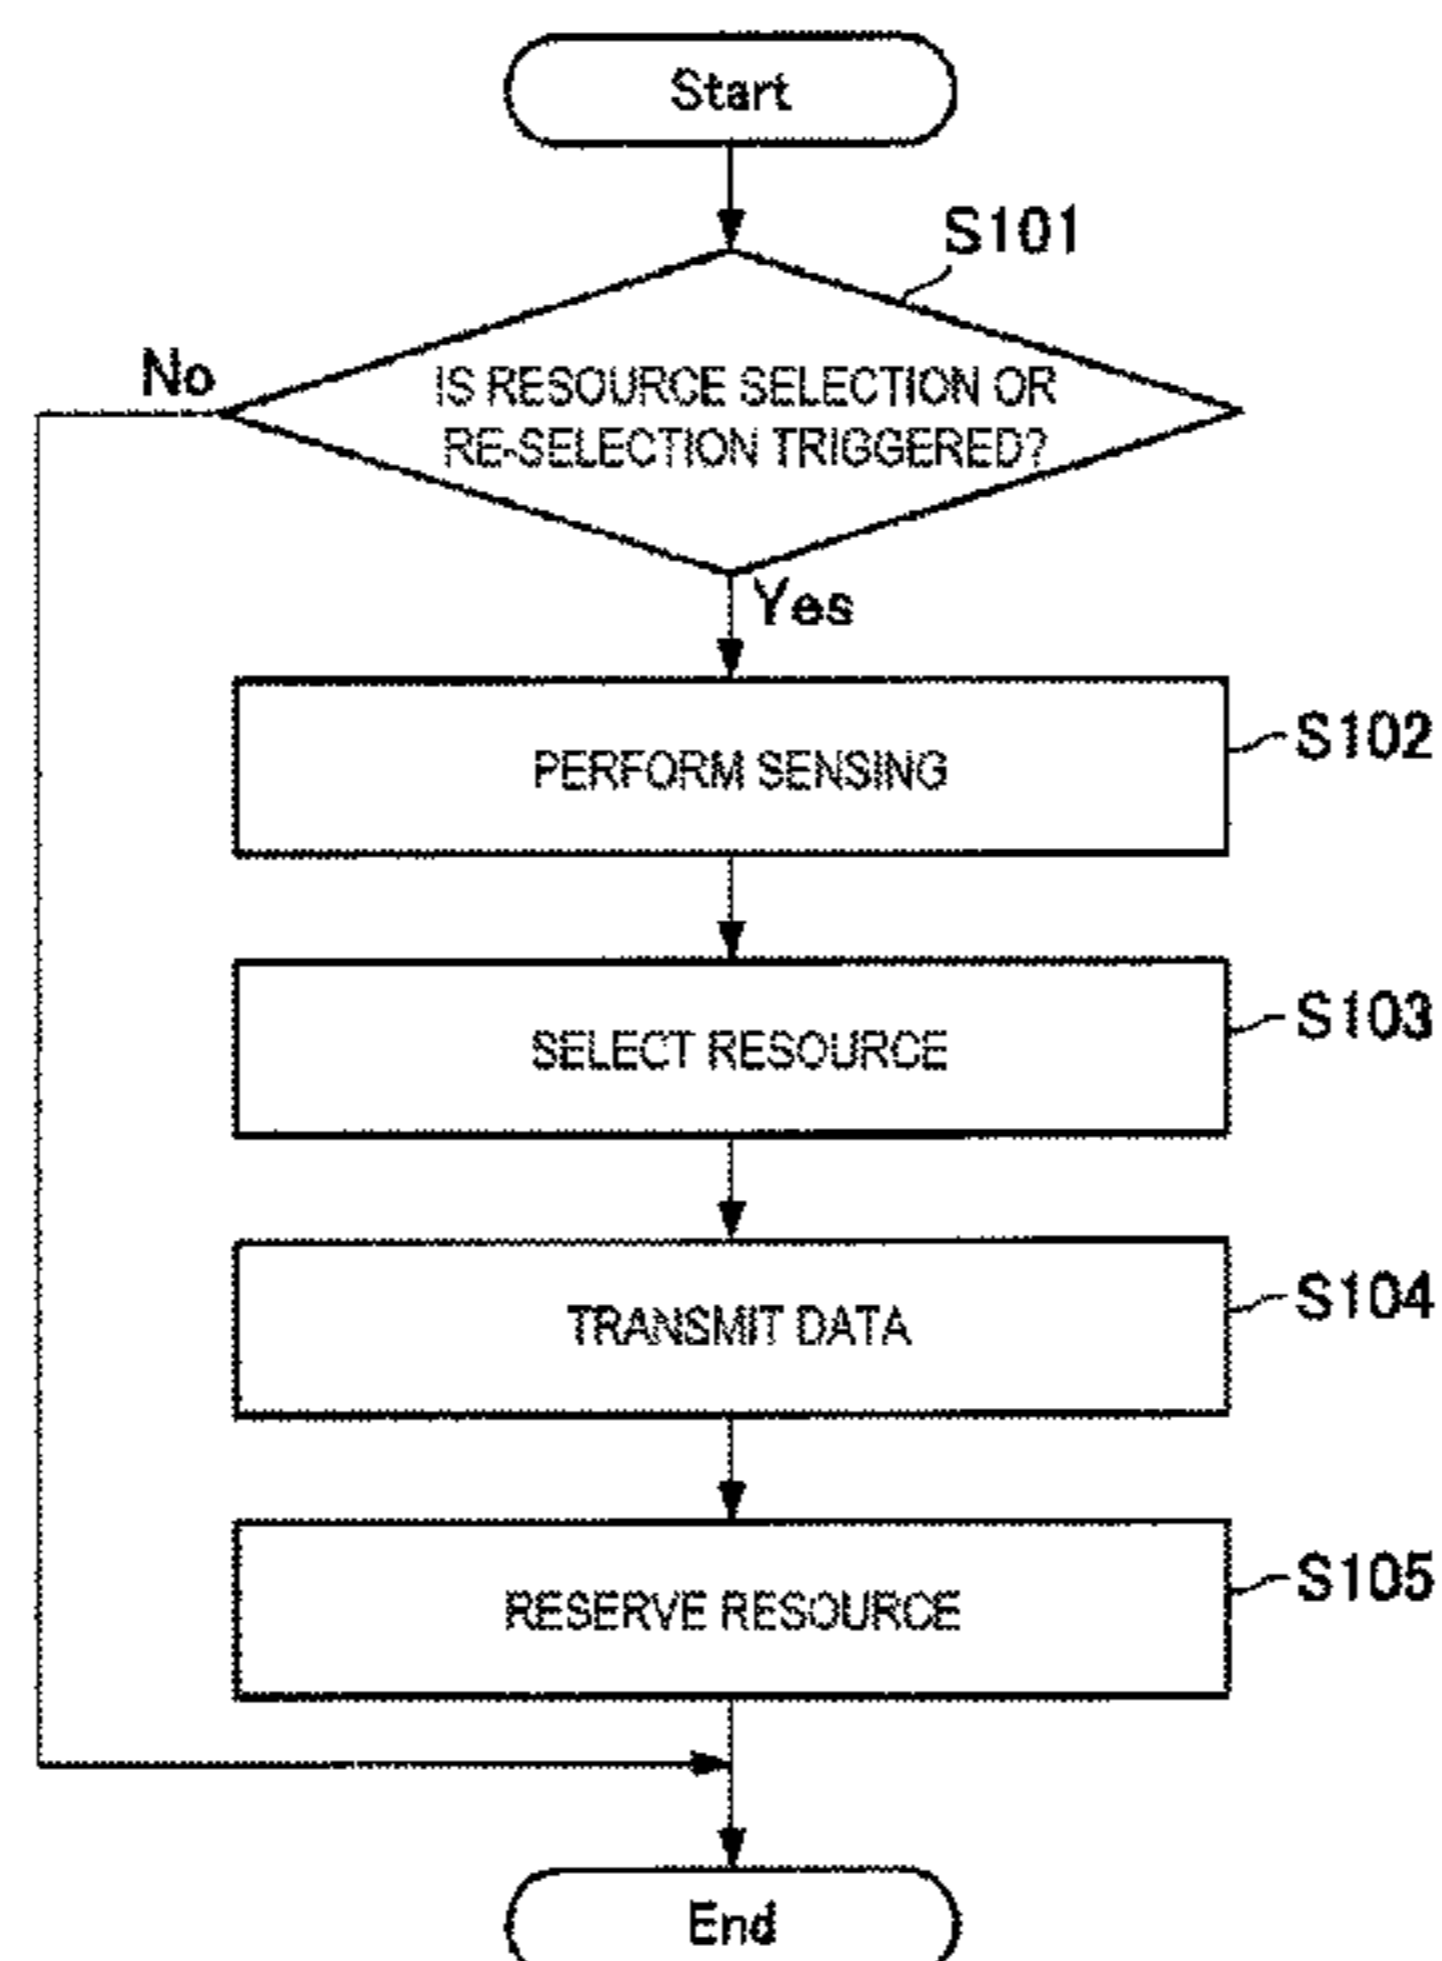 Start
S101
No
IS RESOURCE SELECTION OR
RE-SELECTION TRIGGERED?
Yes
S102
PERFORM SENSING
S103
SELECT RESOURCE
S104
TRANSMIT DATA
S105
RESERVE RESOURCE
End